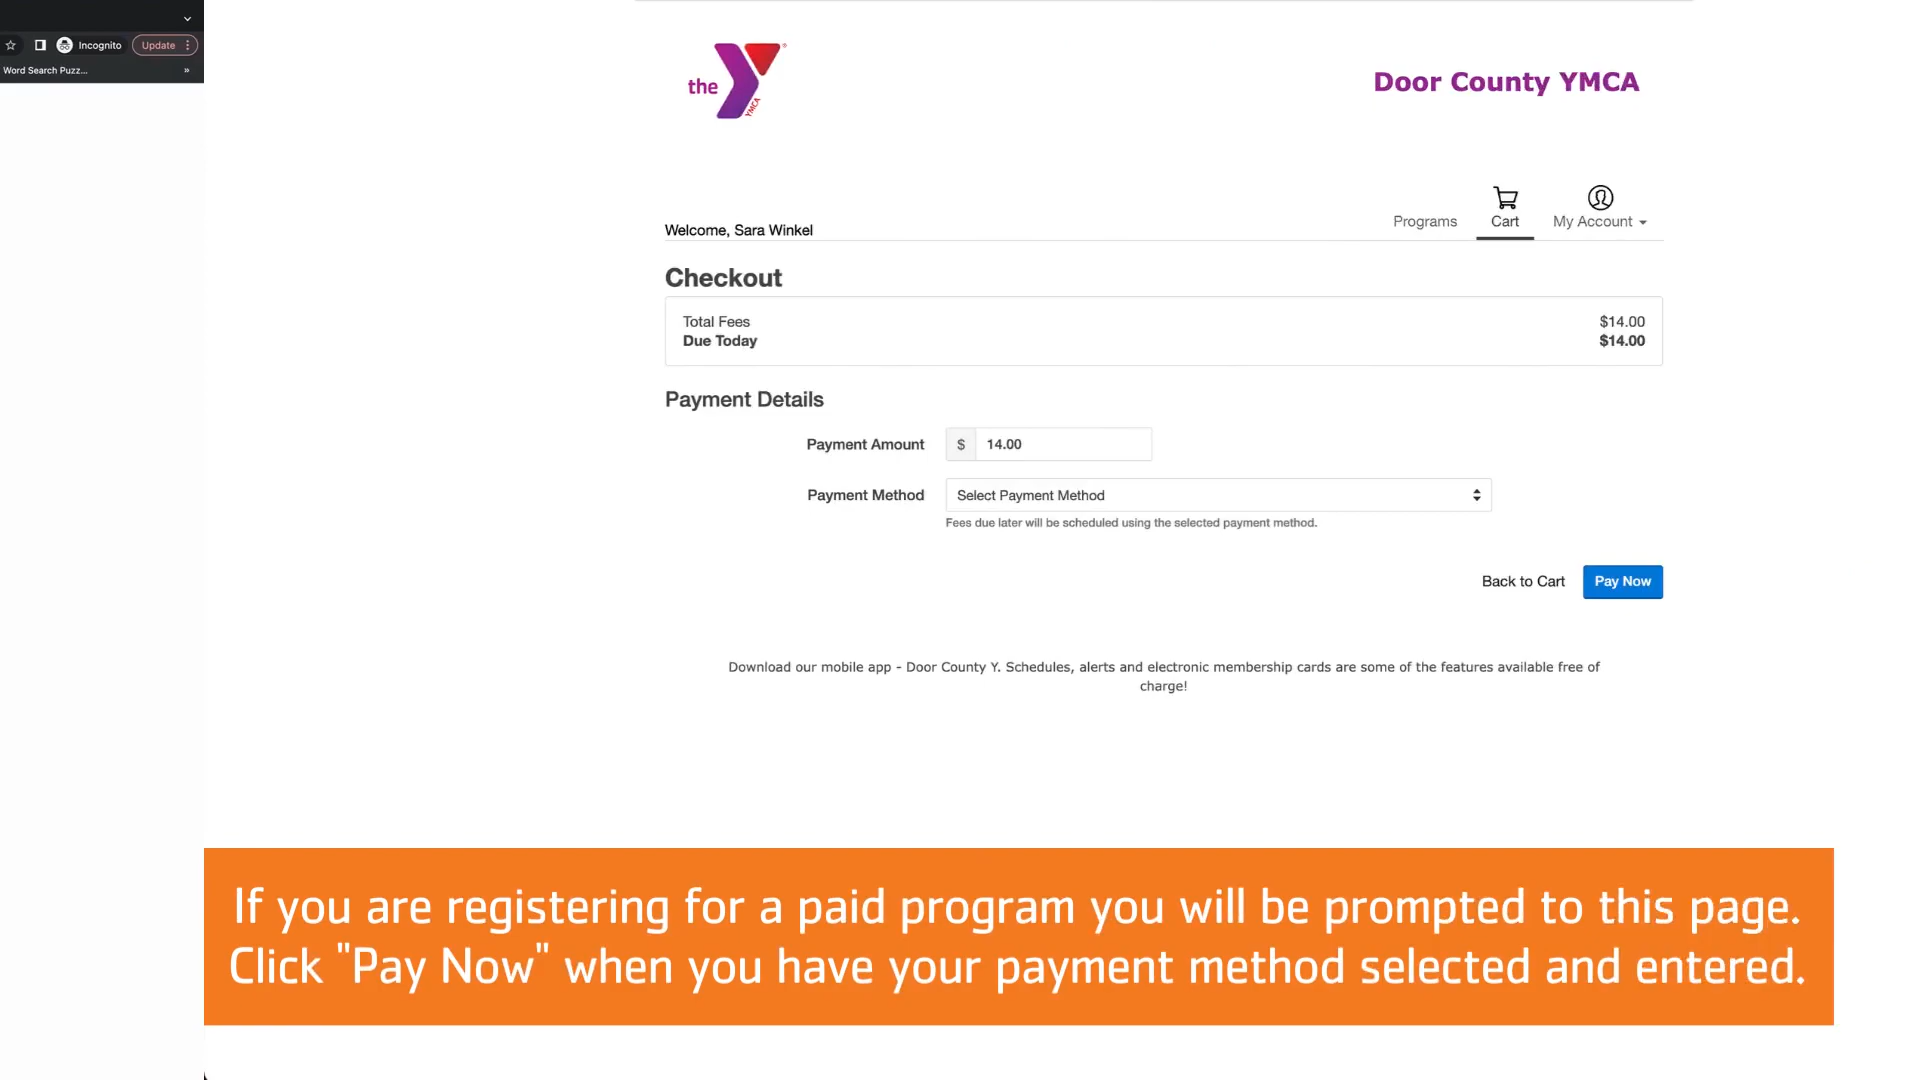 Incognito
Update
Word Search Puzz...
»
the
YMCA
Door County YMCA
Welcome, Sara Winkel
Programs
Cart
My Account
Checkout
Total Fees $14.00
Due Today $14.00
Payment Details
Payment Amount $ 14.00
Payment Method Select Payment Method
Fees due later will be scheduled using the selected payment method.
Back to Cart Pay Now
Download our mobile app - Door County Y. Schedules, alerts and electronic membership cards are some of the features available free of
charge!
If you are registering for a paid program you will be prompted to this page.
Click "Pay Now" when you have your payment method selected and entered.